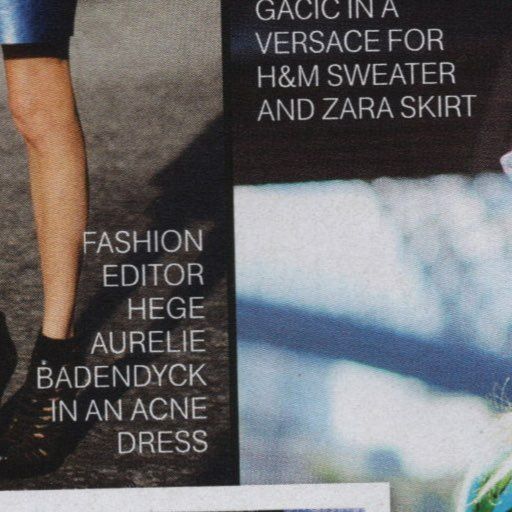 GACIC IN A
VERSACE FOR
H&M SWEATER
AND ZARA SKIRT
FASHION
EDITOR
HEGE
AURELIE
BADENDYCK
IN AN ACNE
DRESS